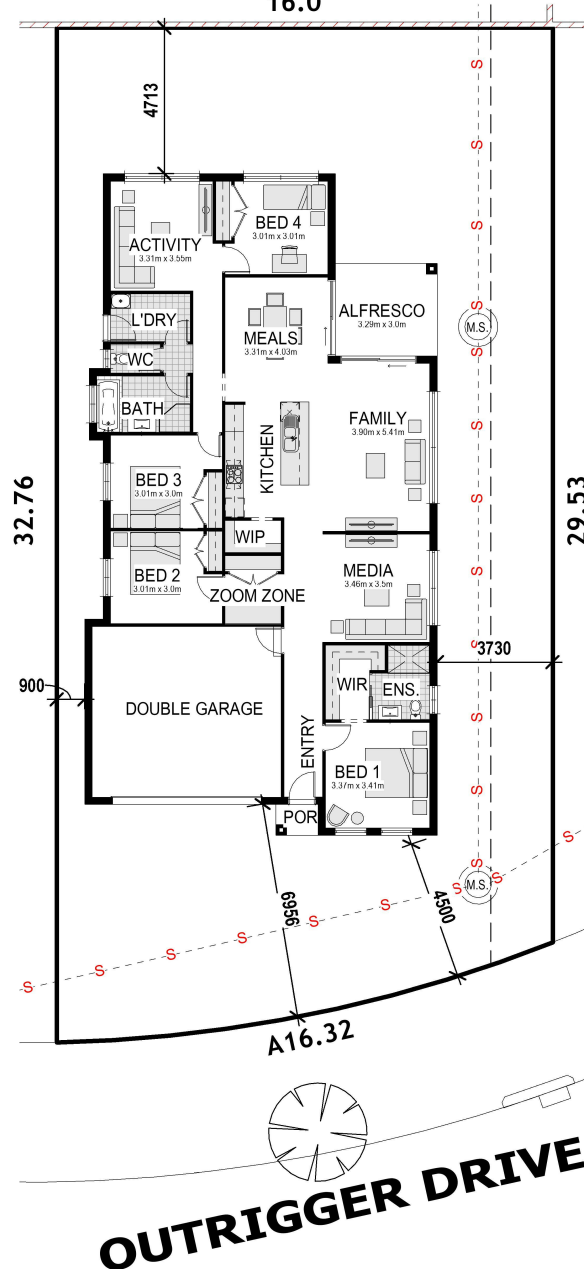 16.0
S
4713
S
BED 4
3.01m x 3.01m
ACTIVITY
3.31m x 3.55m
S
L'DRY
ALFRESCO
3.29m x 3.0m
M.S.
MEALS
3.31m x 4.03m
S
WC
BATH
FAMILY
3.90m x 5.41m
S
KITCHEN
BED 3
3.01m x 3.0m
S
32.76
29.53
WIP
BED 2
3.01m x 3.0m
MEDIA
3.46m x 3.5m
S
ZOOM ZONE
S
3730
900
WIR
ENS.
DOUBLE GARAGE
S
ENTRY
BED 1
3.37m x 3.41m
S
POR
S
S
M.S.
S
S
6956
4500
S
S
S
S
S
S
A16.32
OUTRIGGER DRIVE